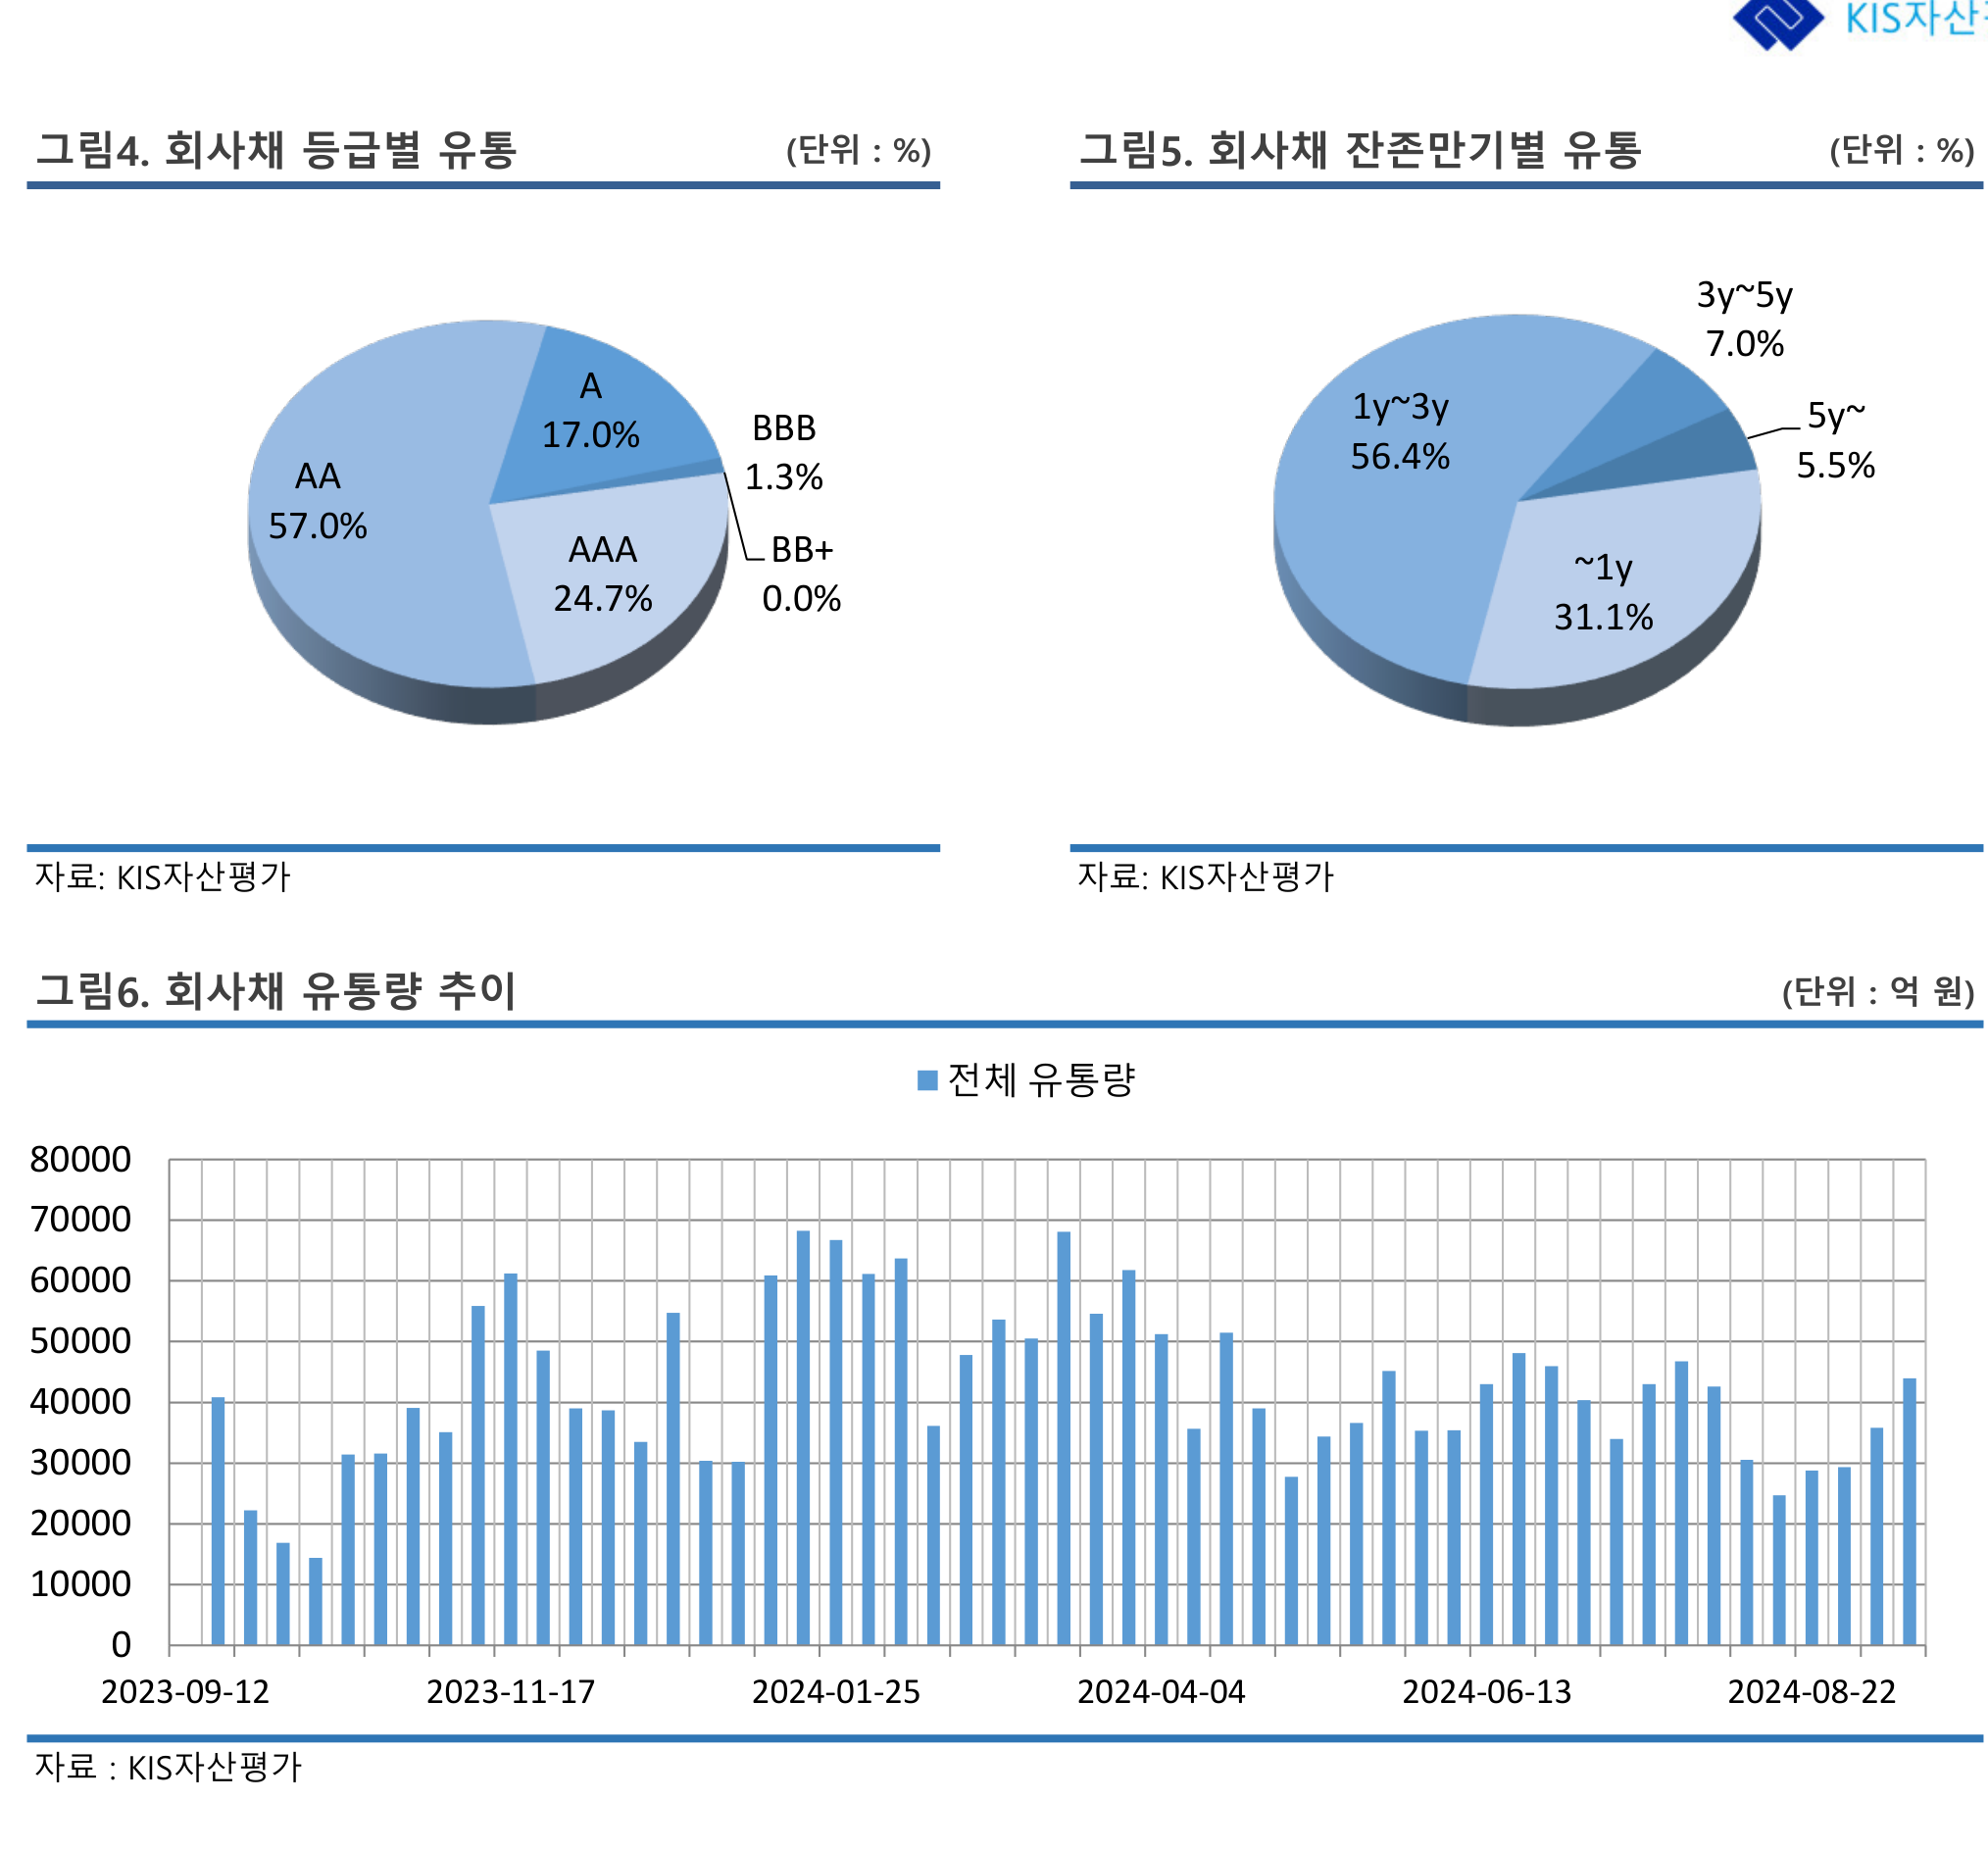 KIS자산
그림4. 회사채 등급별 유통 (단위 : %)
A
17.0%
BBB
1.3%
AA
57.0%
AAA
24.7%
BB+
0.0%
자료: KIS자산평가
그림5. 회사채 잔존만기별 유통 (단위 : %)
3y~5y
7.0%
1y~3y
56.4%
5y~
5.5%
~1y
31.1%
자료: KIS자산평가
그림6. 회사채 유통량 추이 (단위 : 억 원)
전체 유통량
80000
70000
60000
50000
40000
30000
20000
10000
0
2023-09-12 2023-11-17 2024-01-25 2024-04-04 2024-06-13 2024-08-22
자료 : KIS자산평가